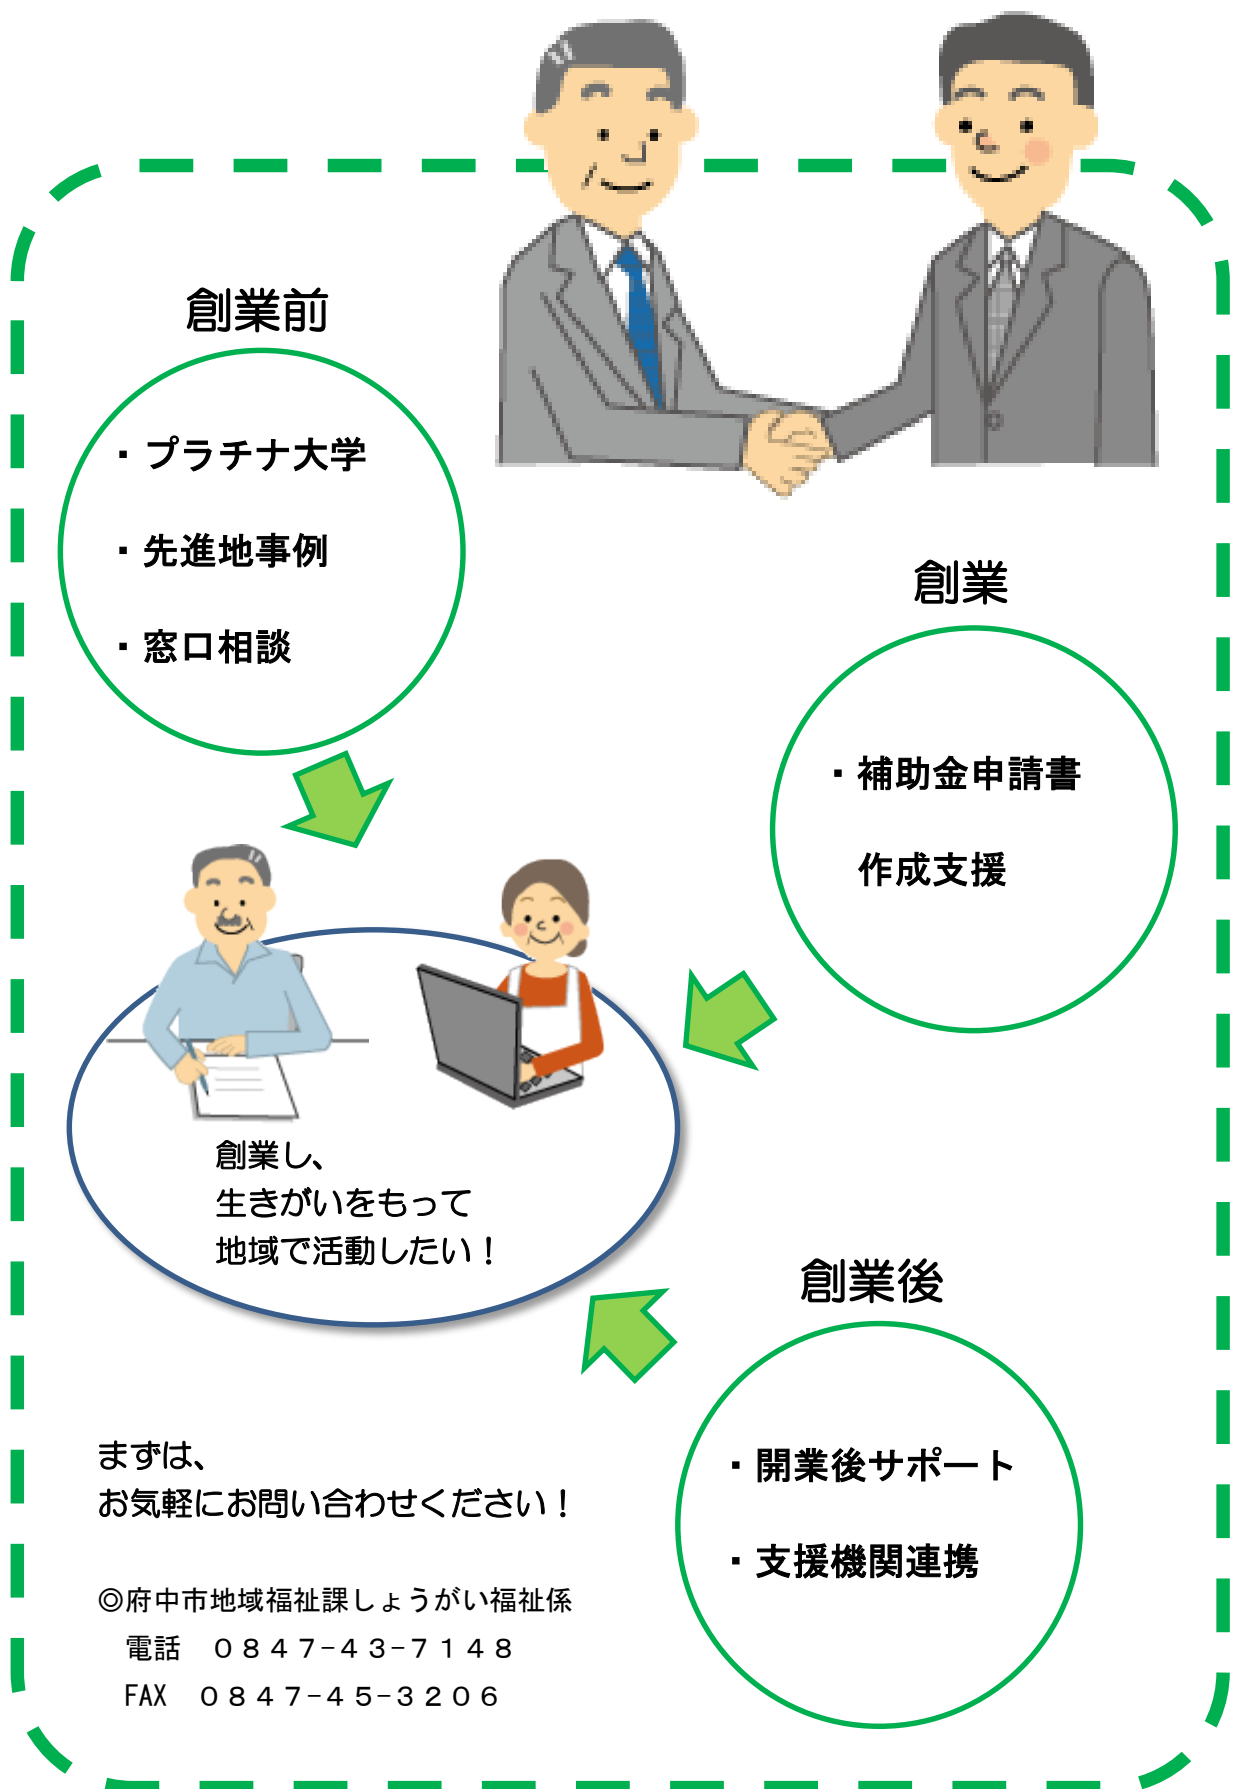 創業前
・プラチナ大学
・先進地事例
・窓口相談
創業
・補助金申請書
作成支援
創業し、
生きがいをもって
地域で活動したい！
創業後
・開業後サポート
・支援機関連携
まずは、
お気軽にお問い合わせください！
◎府中市地域福祉課しょうがい福祉係
電話　０８４７-４３-７１４８
FAX　０８４７-４５-３２０６